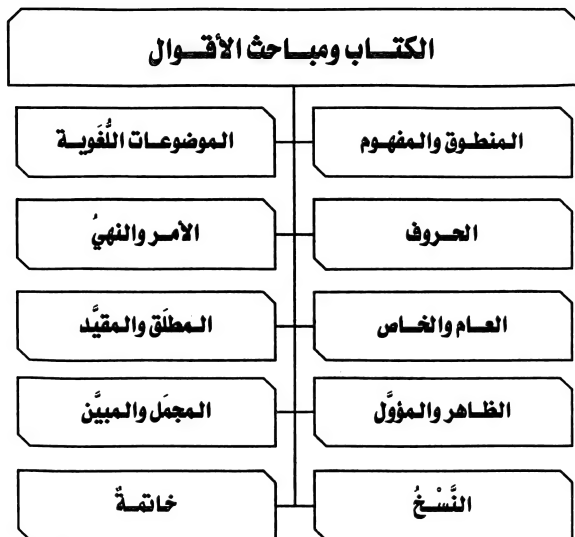 الكتاب ومباحث الأقوال
المنطوق والمفهوم
الموضوعات اللُّغَوية
الحروف
الأمر والنهيُ
العام والخاص
المطلَق والمقيَّد
الظاهر والمؤوَّل
المجمَل والمبيَّن
النَّسْخُ
خاتمةٌ